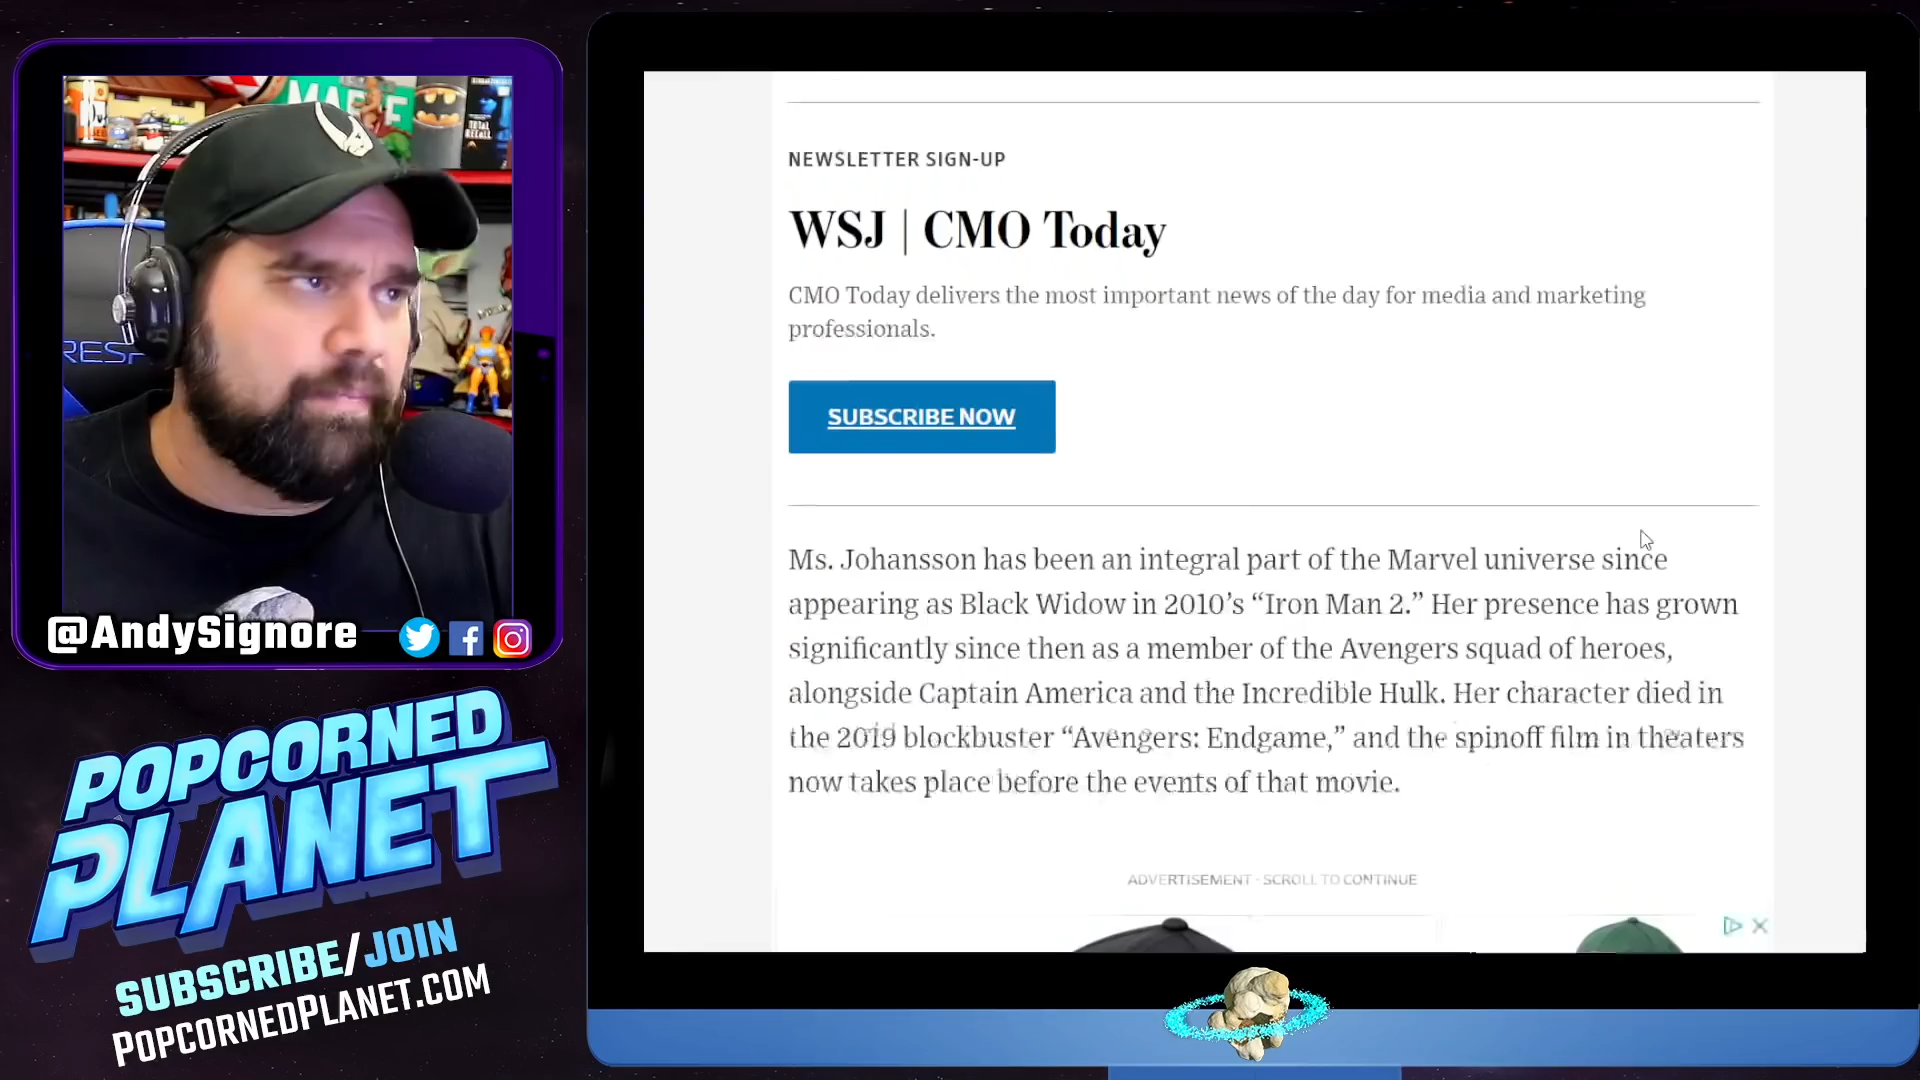 MA
E
TOTAL
RECALL
RESP
@AndySignore
POPCORNED
PLANET
SUBSCRIBE/JOIN
POPCORNEDPLANET.COM
NEWSLETTER SIGN-UP
WSJ | CMO Today
CMO Today delivers the most important news of the day for media and marketing
professionals.
SUBSCRIBE NOW
Ms. Johansson has been an integral part of the Marvel universe since
appearing as Black Widow in 2010’s “Iron Man 2.” Her presence has grown
significantly since then as a member of the Avengers squad of heroes,
alongside Captain America and the Incredible Hulk. Her character died in
the 2019 blockbuster “Avengers: Endgame,” and the spinoff film in theaters
now takes place before the events of that movie.
ADVERTISEMENT - SCROLL TO CONTINUE